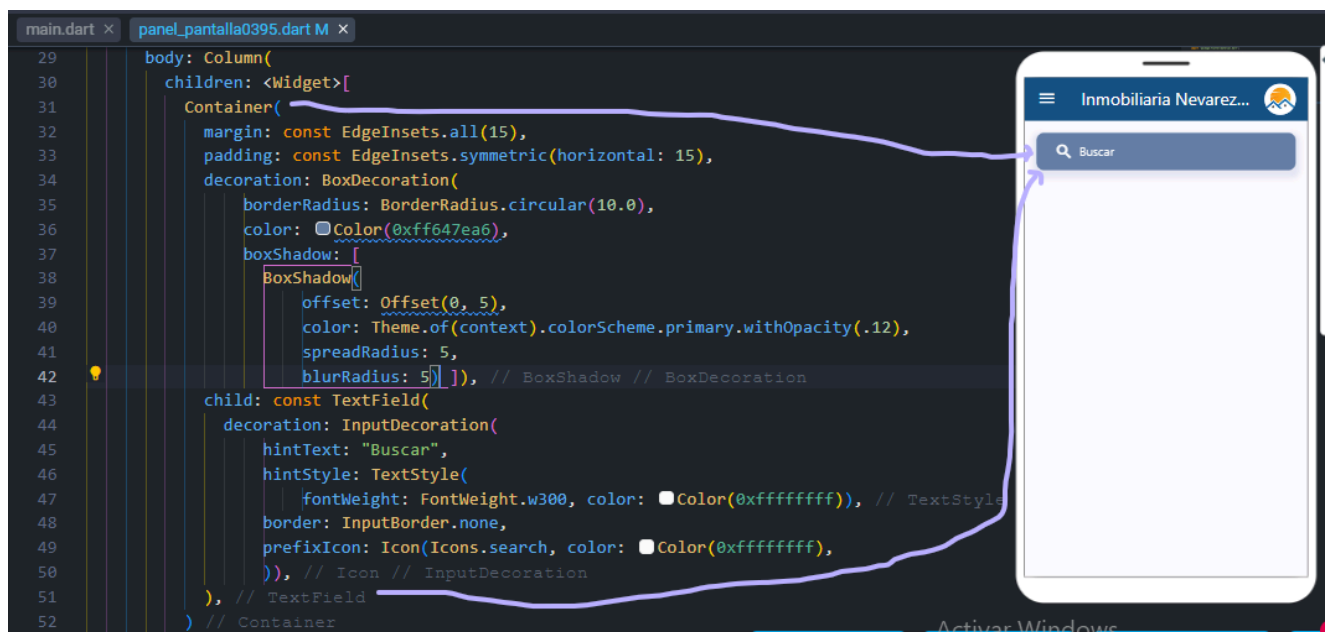 main.dart × panel_pantalla0395.dart M ×
29 body: Column(
30 children: <Widget>[
31 Container(
32 margin: const EdgeInsets.all(15),
33 padding: const EdgeInsets.symmetric(horizontal: 15),
34 decoration: BoxDecoration(
35 borderRadius: BorderRadius.circular(10.0),
36 color: Color(0xff647ea6),
37 boxShadow: [
38 BoxShadow(
39 offset: Offset(0, 5),
40 color: Theme.of(context).colorScheme.primary.withOpacity(.12),
41 spreadRadius: 5,
42 blurRadius: 5) ]), // BoxShadow // BoxDecoration
43 child: const TextField(
44 decoration: InputDecoration(
45 hintText: "Buscar",
46 hintStyle: TextStyle(
47 fontWeight: FontWeight.w300, color: Color(0xffffffff)), // TextStyle
48 border: InputBorder.none,
49 prefixIcon: Icon(Icons.search, color: Color(0xffffffff),
50 )), // Icon // InputDecoration
51 ), // TextField
52 ) // Container
Inmobiliaria Nevarez...
Buscar
Activar Windows